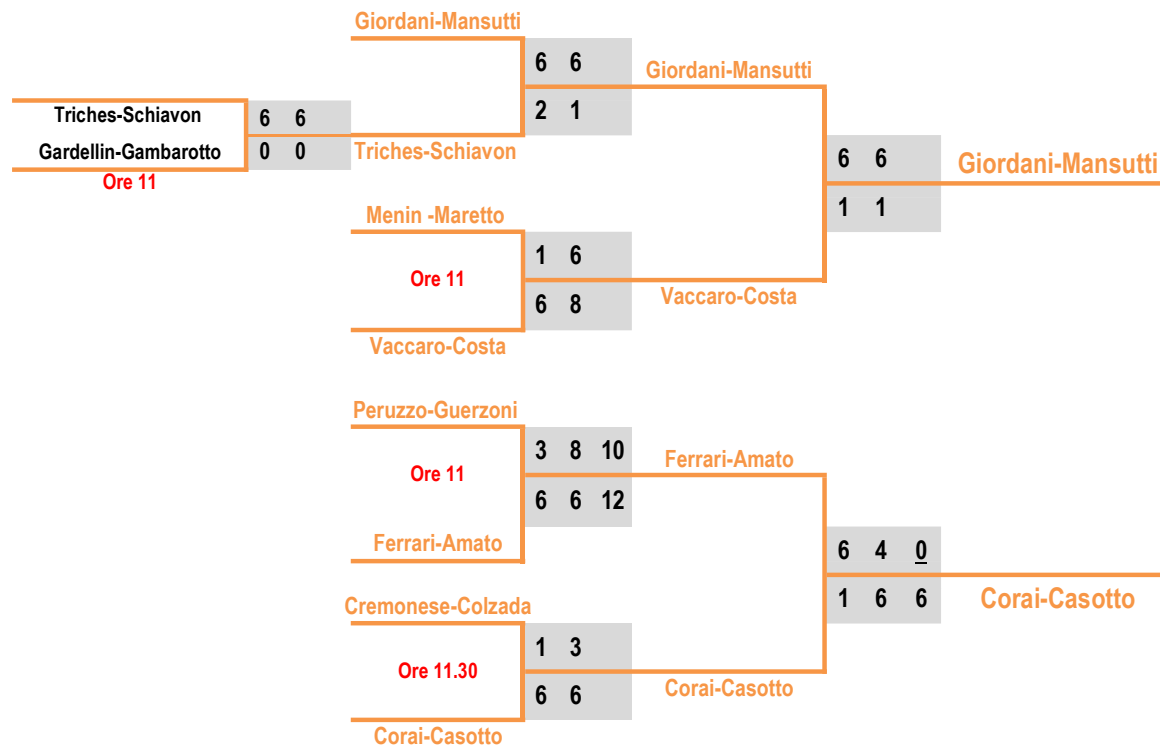 Giordani-Mansutti
6 6
Giordani-Mansutti
2 1
Triches-Schiavon
6 6
Gardellin-Gambarotto
0 0
Triches-Schiavon
Ore 11
6 6
Giordani-Mansutti
1 1
Menin -Maretto
1 6
Ore 11
6 8
Vaccaro-Costa
Vaccaro-Costa
Peruzzo-Guerzoni
3 8 10
Ferrari-Amato
Ore 11
6 6 12
Ferrari-Amato
6 4 0
1 6 6
Corai-Casotto
Cremonese-Colzada
1 3
Ore 11.30
6 6
Corai-Casotto
Corai-Casotto